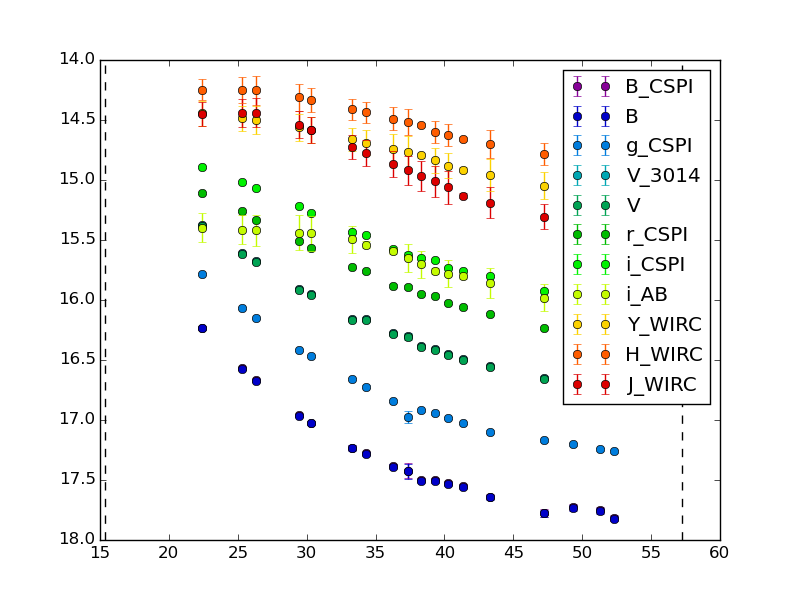 14.0
14.5
15.0
15.5
16.0
16.5
17.0
17.5
18.0
15 20 25 30 35 40 45 50 55 60
B_CSPI
B
g_CSPI
V_3014
V
r_CSPI
i_CSPI
i_AB
Y_WIRC
H_WIRC
J_WIRC